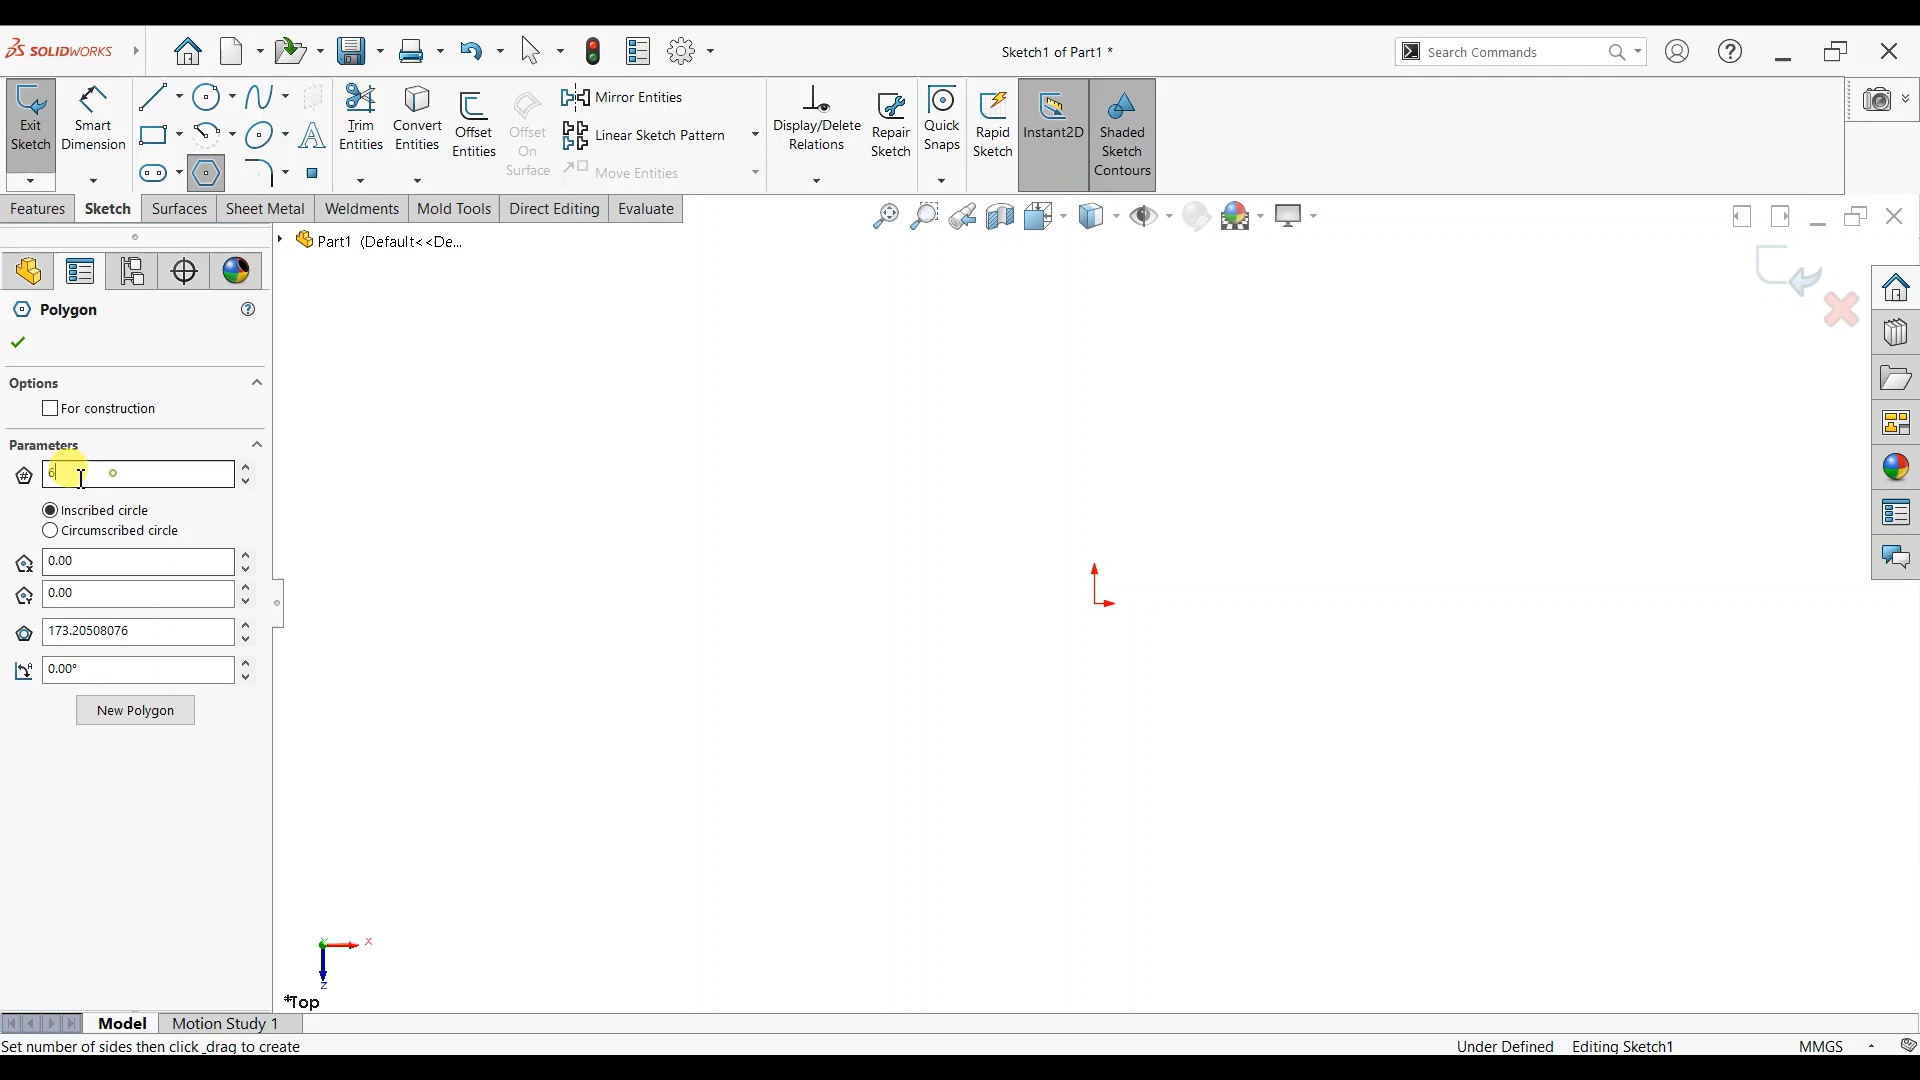 SOLIDWORKS
Sketch1 of Part1 *
Search Commands
Exit Sketch
Smart Dimension
Trim Entities
Convert Entities
Offset Entities
Offset On Surface
Mirror Entities
Linear Sketch Pattern
Move Entities
Display/Delete Relations
Repair Sketch
Quick Snaps
Rapid Sketch
Instant2D
Shaded Sketch Contours
Features
Sketch
Surfaces
Sheet Metal
Weldments
Mold Tools
Direct Editing
Evaluate
Part1 (Default<<De...
Polygon
Options
For construction
Parameters
6
Inscribed circle
Circumscribed circle
0.00
0.00
173.20508076
0.00°
New Polygon
X
Y
Z
*Top
Model
Motion Study 1
Set number of sides then click_drag to create
Under Defined
Editing Sketch1
MMGS